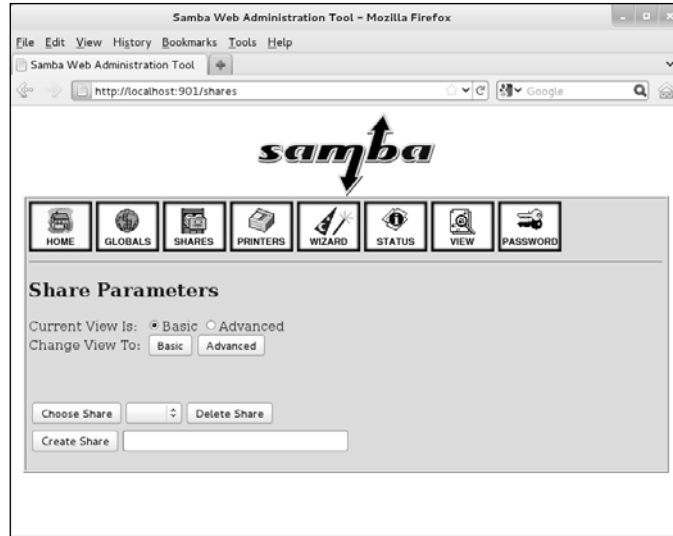 Samba Web Administration Tool – Mozilla Firefox
File Edit View History Bookmarks Tools Help
Samba Web Administration Tool
http://localhost:901/shares
Google
samba
HOME GLOBALS SHARES PRINTERS WIZARD STATUS VIEW PASSWORD
Share Parameters
Current View Is: Basic Advanced
Change View To: Basic Advanced
Choose Share Delete Share
Create Share